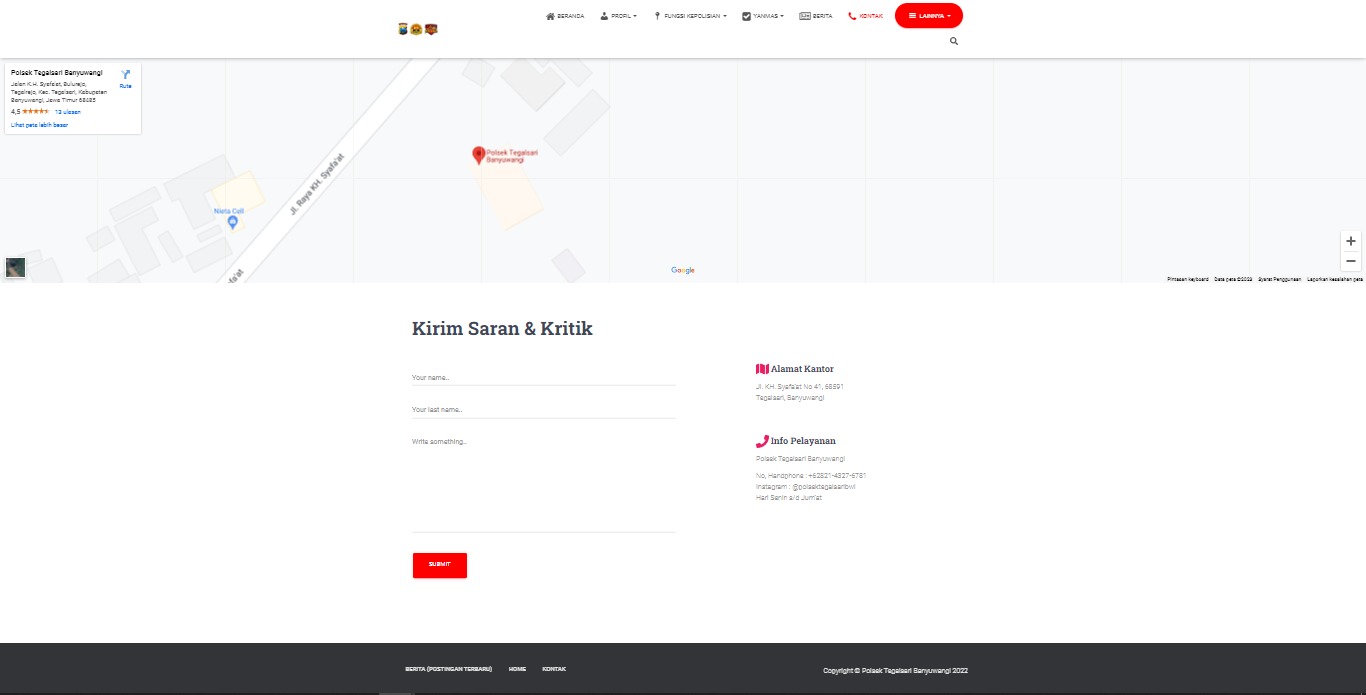 BERANDA
PROFIL
FUNGSI KEPOLISIAN
YANMAS
BERITA
KONTAK
LAINNYA
Polsek Tegalsari Banyuwangi
Jalan K.H. Syafa'at, Bulurejo,
Tegalrejo, Kec. Tegalsari, Kabupaten
Banyuwangi, Jawa Timur 68485
Rute
4,5
13 ulasan
Lihat peta lebih besar
Polsek Tegalsari
Banyuwangi
Jl. Raya KH. Syafa'at
Nista Cell
Google
Pintasan keyboard
Data peta ©2023
Syarat Penggunaan
Laporkan kesalahan peta
Kirim Saran & Kritik
Your name..
Your last name..
Write something..
SUBMIT
Alamat Kantor
Jl. KH. Syafa'at No 41, 68591
Tegalsari, Banyuwangi
Info Pelayanan
Polsek Tegalsari Banyuwangi
No, Handphone : +62821-4327-6781
Instagram : @polsektegalsaribwi
Hari Senin s/d Jum'at
BERITA (POSTINGAN TERBARU)
HOME
KONTAK
Copyright © Polsek Tegalsari Banyuwangi 2022